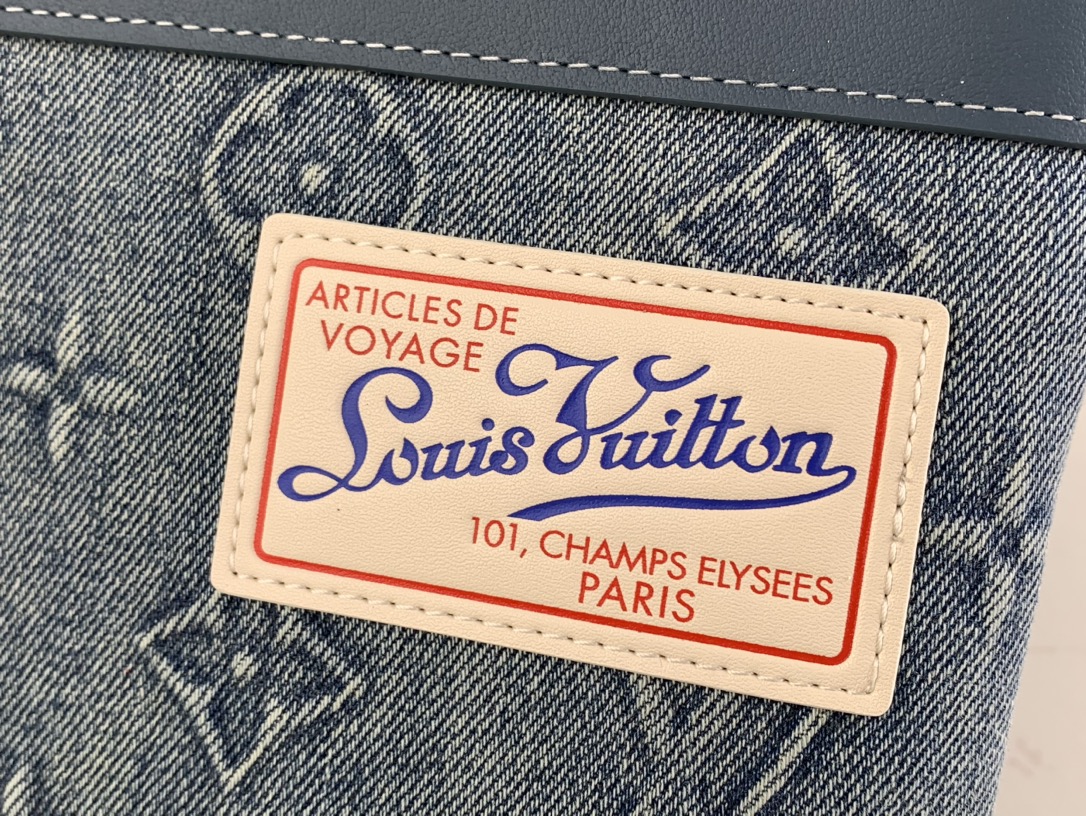 ARTICLES DE
VOYAGE
Louis Vuitton
101, CHAMPS ELYSEES
PARIS